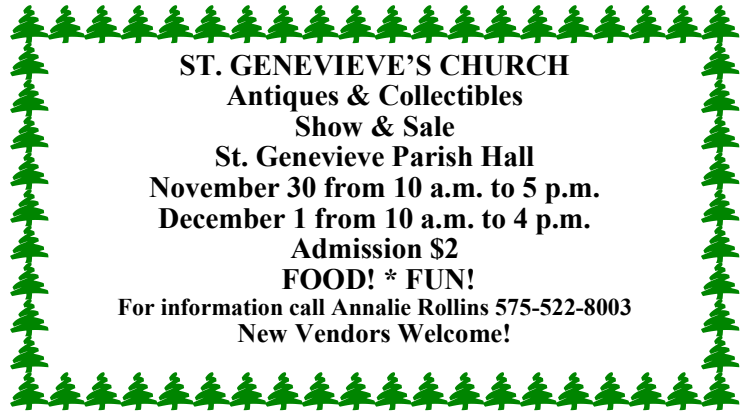 ST. GENEVIEVE’S CHURCH
Antiques & Collectibles
Show & Sale
St. Genevieve Parish Hall
November 30 from 10 a.m. to 5 p.m.
December 1 from 10 a.m. to 4 p.m.
Admission $2
FOOD! * FUN!
For information call Annalie Rollins 575-522-8003
New Vendors Welcome!